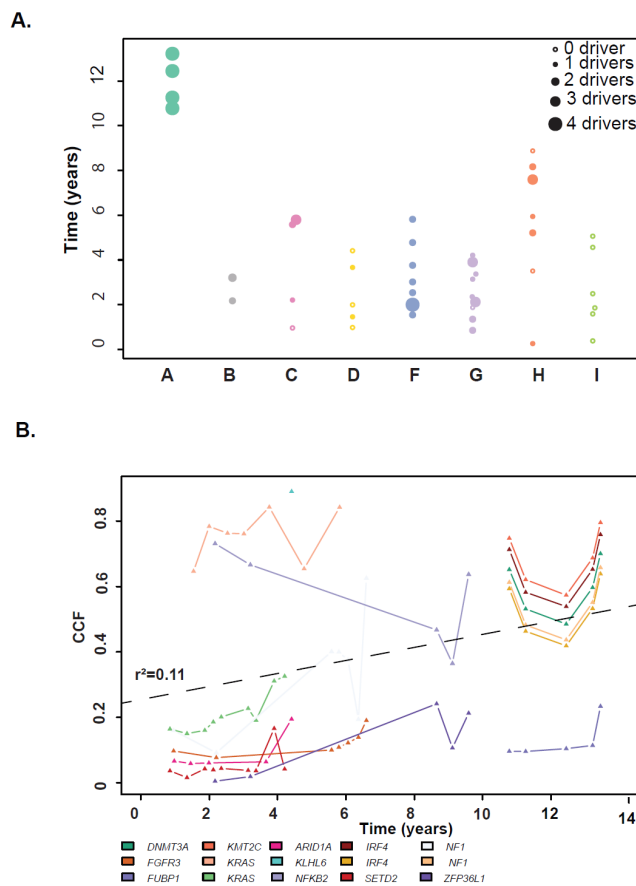 A.
Time (years)
0
2
4
6
8
10
12
0 driver
1 drivers
2 drivers
3 drivers
4 drivers
A B C D F G H I
B.
CCF
0
0.2
0.4
0.6
0.8
r²=0.11
0 2 4 6 8 10 12 14
Time (years)
DNMT3A KMT2C ARID1A IRF4 NF1
FGFR3 KRAS KLHL6 IRF4 NF1
FUBP1 KRAS NFKB2 SETD2 ZFP36L1